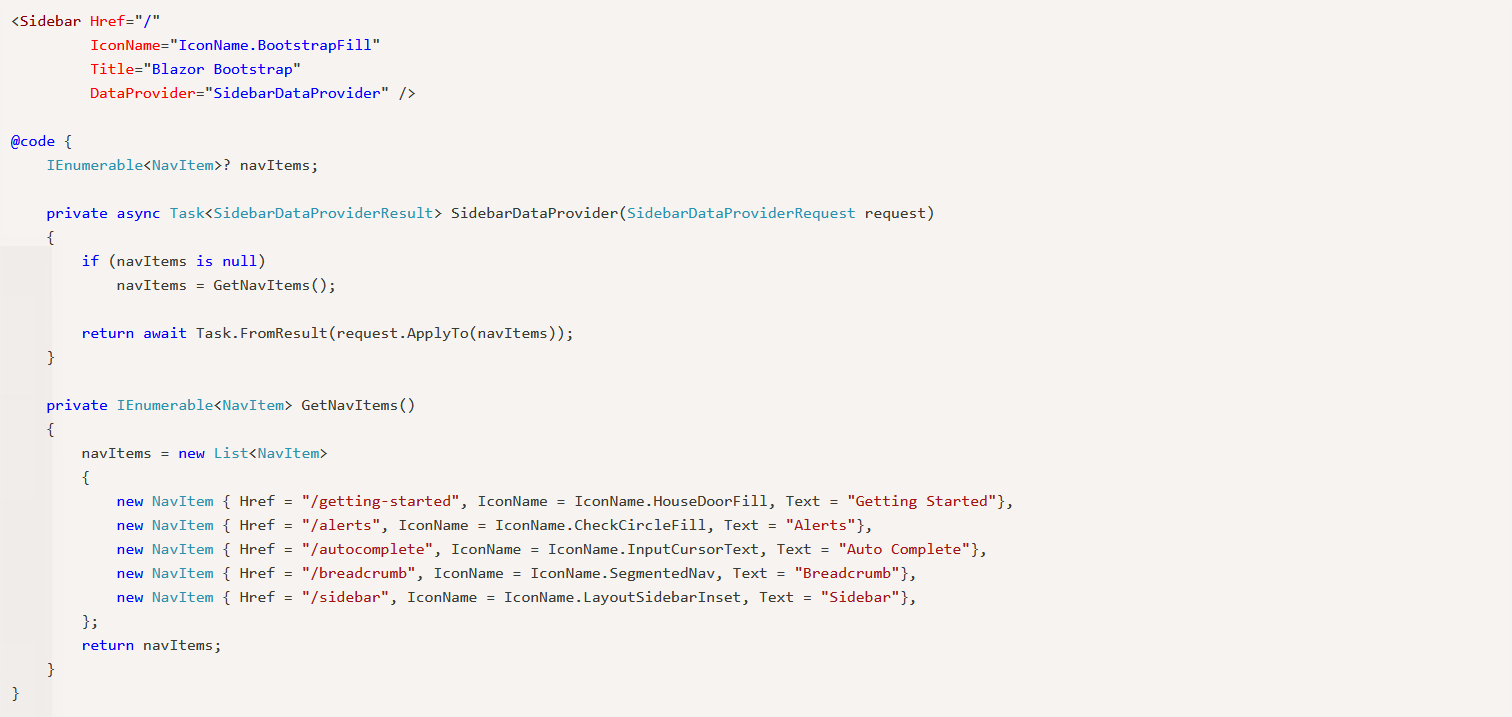 <Sidebar Href="/"
         IconName="IconName.BootstrapFill"
         Title="Blazor Bootstrap"
         DataProvider="SidebarDataProvider" />

@code {
    IEnumerable<NavItem>? navItems;

    private async Task<SidebarDataProviderResult> SidebarDataProvider(SidebarDataProviderRequest request)
    {
        if (navItems is null)
            navItems = GetNavItems();

        return await Task.FromResult(request.ApplyTo(navItems));
    }

    private IEnumerable<NavItem> GetNavItems()
    {
        navItems = new List<NavItem>
        {
            new NavItem { Href = "/getting-started", IconName = IconName.HouseDoorFill, Text = "Getting Started"},
            new NavItem { Href = "/alerts", IconName = IconName.CheckCircleFill, Text = "Alerts"},
            new NavItem { Href = "/autocomplete", IconName = IconName.InputCursorText, Text = "Auto Complete"},
            new NavItem { Href = "/breadcrumb", IconName = IconName.SegmentedNav, Text = "Breadcrumb"},
            new NavItem { Href = "/sidebar", IconName = IconName.LayoutSidebarInset, Text = "Sidebar"},
        };
        return navItems;
    }
}